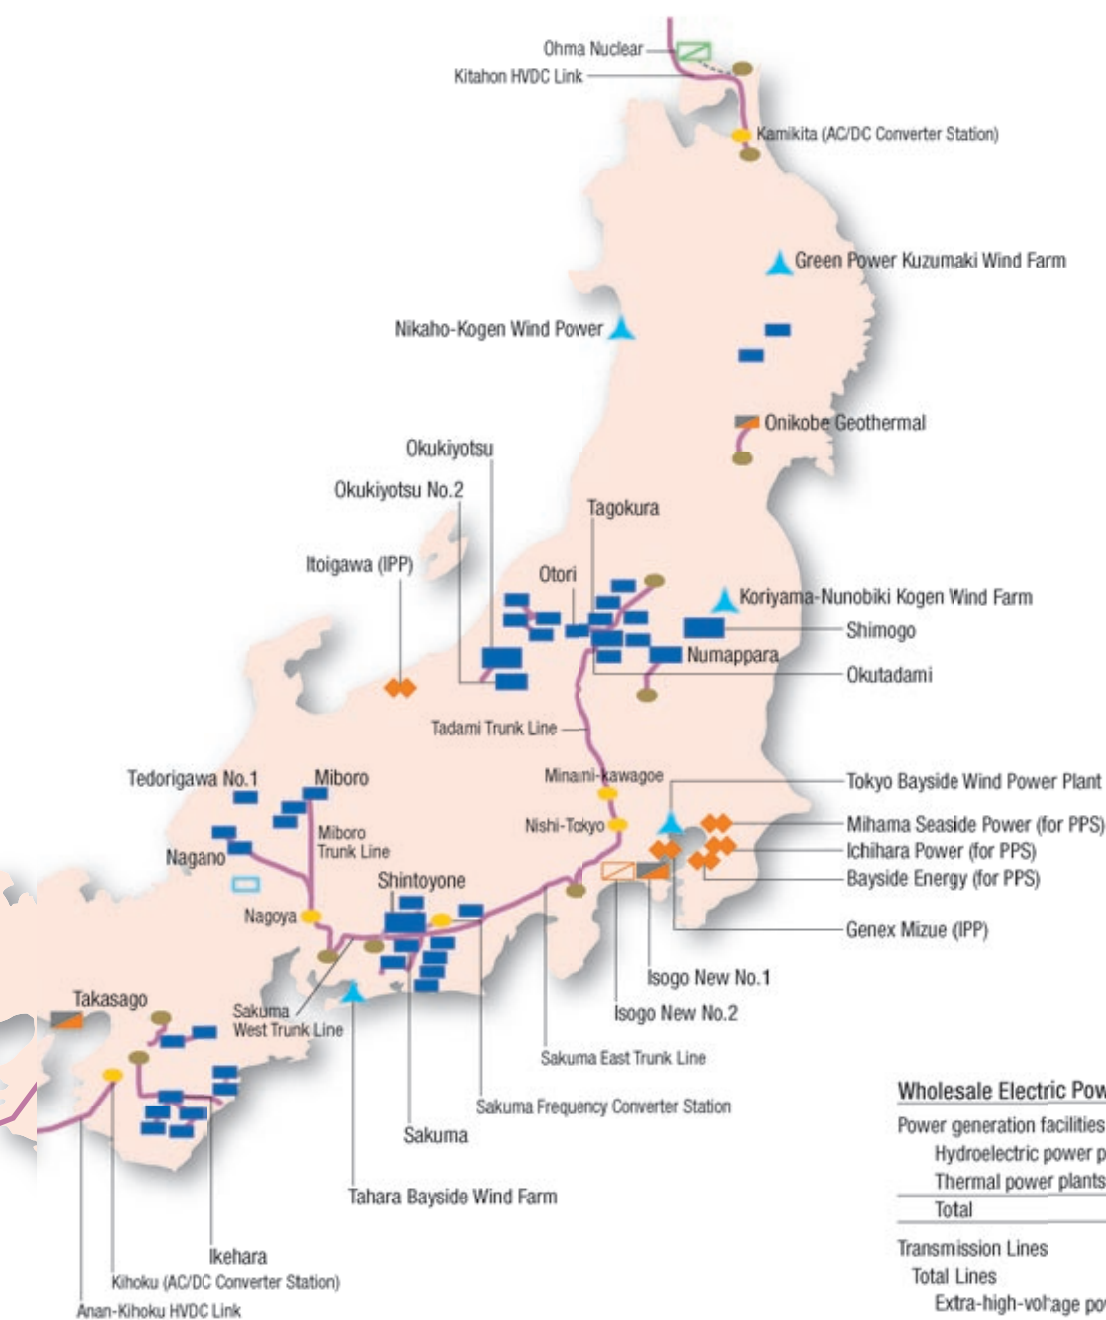 Ohma Nuclear
Kitahon HVDC Link
Kamikita (AC/DC Converter Station)
Green Power Kuzumaki Wind Farm
Nikaho-Kogen Wind Power
Onikobe Geothermal
Okukiyotsu
Okukiyotsu No.2
Tagokura
Itoigawa (IPP)
Otori
Koriyama-Nunobiki Kogen Wind Farm
Shimogo
Numappara
Okutadami
Tadami Trunk Line
Tedorigawa No.1
Miboro
Minami-kawagoe
Tokyo Bayside Wind Power Plant
Nishi-Tokyo
Mihama Seaside Power (for PPS)
Miboro
Trunk Line
Ichihara Power (for PPS)
Nagano
Bayside Energy (for PPS)
Shintoyone
Nagoya
Genex Mizue (IPP)
Isogo New No.1
Takasago
Sakuma
West Trunk Line
Isogo New No.2
Sakuma East Trunk Line
Sakuma Frequency Converter Station
Sakuma
Tahara Bayside Wind Farm
Ikehara
Kihoku (AC/DC Converter Station)
Anan-Kihoku HVDC Link
Wholesale Electric Pow
Power generation facilities
Hydroelectric power p
Thermal power plants
Total
Transmission Lines
Total Lines
Extra-high-voltage po